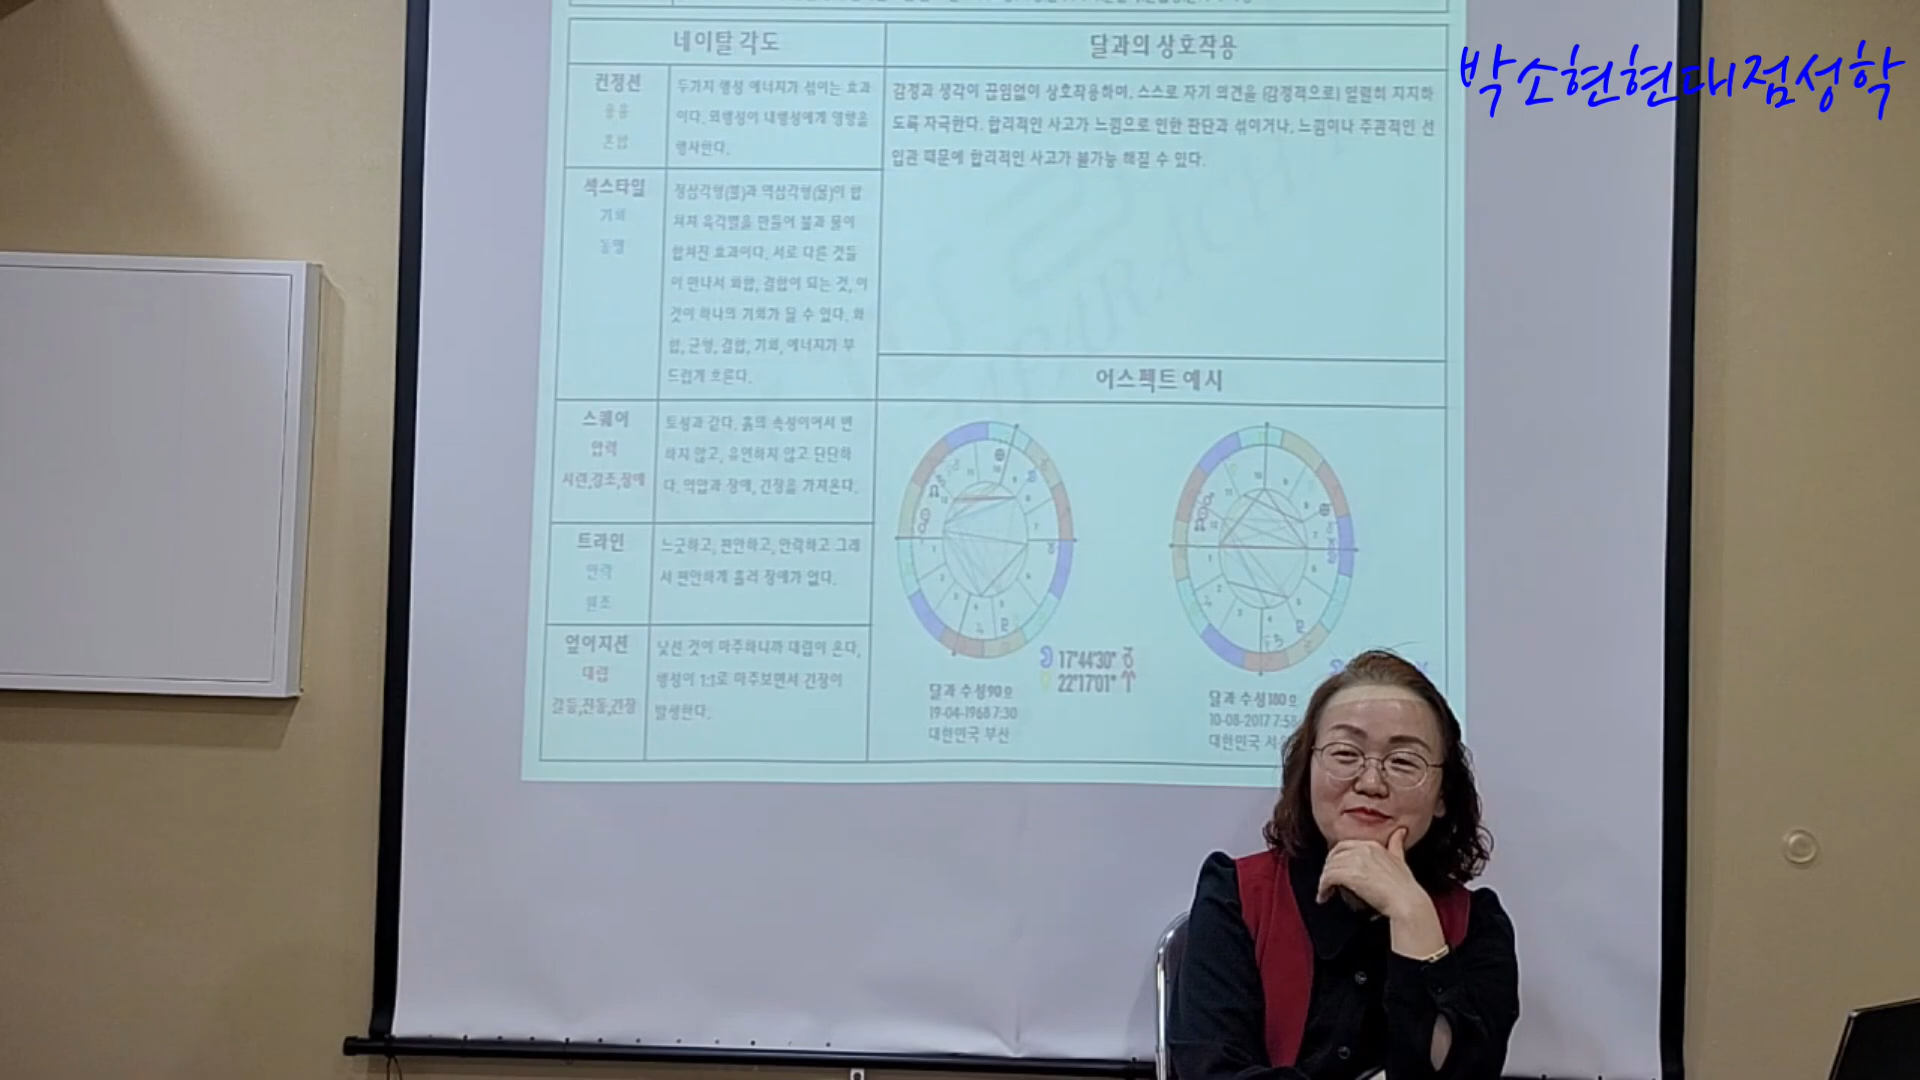 박소현현대점성학
네이탈 각도
달과의 상호작용
컨정션
융융
혼합
두가지 행성 에너지가 섞이는 효과
이다. 외행성이 내행성에게 영향을
행사한다.
감정과 생각이 끊임없이 상호작용하여, 스스로 자기 의견을 (감정적으로) 열렬히 지지하
도록 자극한다. 합리적인 사고가 느낌으로 인한 판단과 섞이거나, 느낌이나 주관적인 선
입관 때문에 합리적인 사고가 불가능 해질 수 있다.
섹스타일
기회
동맹
정삼각형(불)과 역삼각형(물)이 합
쳐져 육각별을 만들어 불과 물이
합쳐진 효과이다. 서로 다른 것들
이 만나서 화합, 결합이 되는 것, 이
것이 하나의 기회가 될 수 있다. 화
합, 균형, 결합, 기회, 에너지가 부
드럽게 흐른다.
어스펙트 예시
스퀘어
압력
시련,강조,장애
토성과 같다. 흙의 속성이어서 변
하지 않고, 유연하지 않고 단단하
다. 억압과 장애, 긴장을 가져온다.
트라인
안락
원조
느긋하고, 편안하고, 안락하고 그래
서 편안하게 흘러 장애가 없다.
옆어지션
대립
갈등,진동,긴장
낯선 것이 마주하니까 대립이 온다,
행성이 1:1로 마주보면서 긴장이
발생한다.
17°44'30"
22°17'01"
달과 수성90ㅁ
19-04-1968 7:30
대한민국 부산
달과 수성180ㅁ
10-08-2017 7:58
대한민국